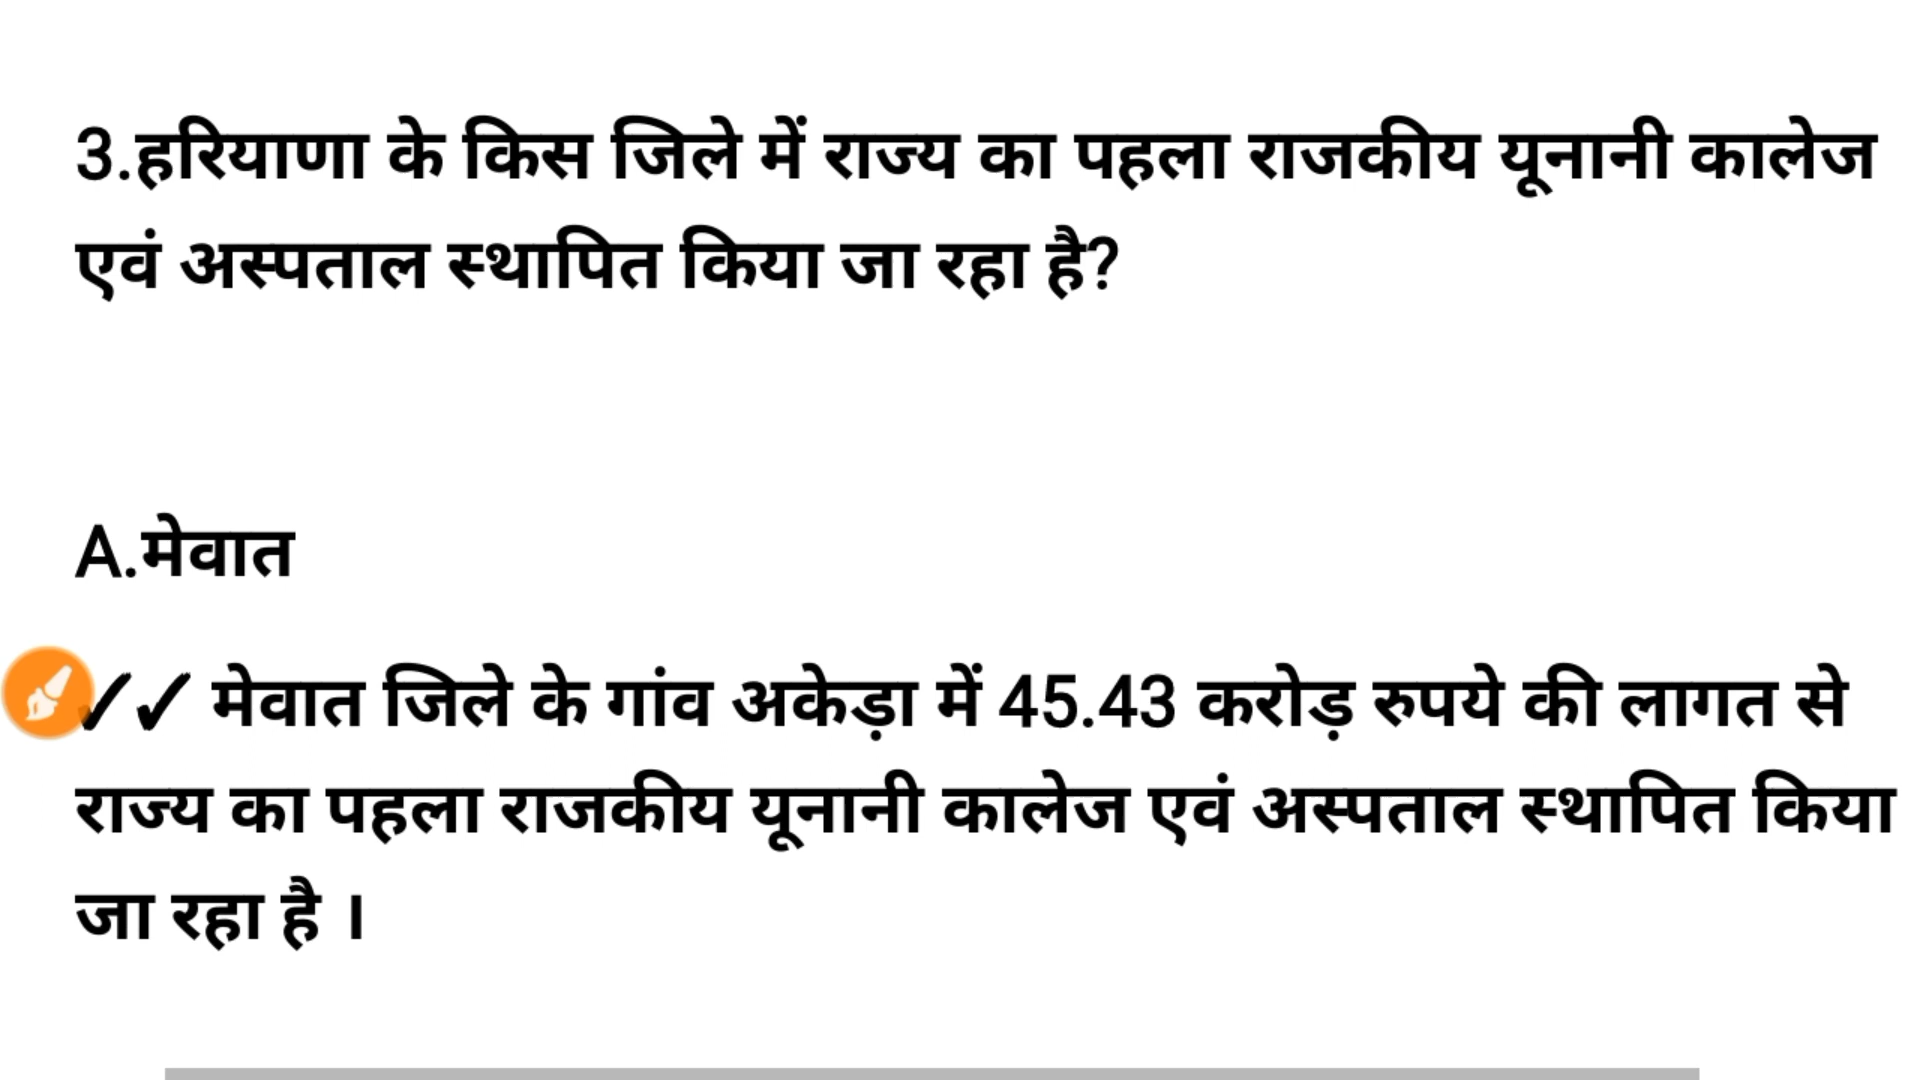 3.हरियाणा के किस जिले में राज्य का पहला राजकीय यूनानी कालेज
एवं अस्पताल स्थापित किया जा रहा है?
A.मेवात
✓✓ मेवात जिले के गांव अकेड़ा में 45.43 करोड़ रुपये की लागत से
राज्य का पहला राजकीय यूनानी कालेज एवं अस्पताल स्थापित किया
जा रहा है ।